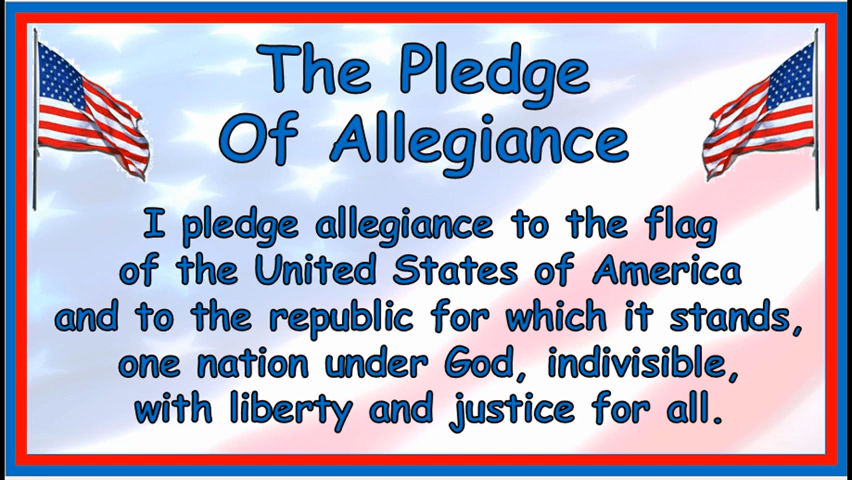 The Pledge
Of Allegiance
I pledge allegiance to the flag
of the United States of America
and to the republic for which it stands,
one nation under God, indivisible,
with liberty and justice for all.